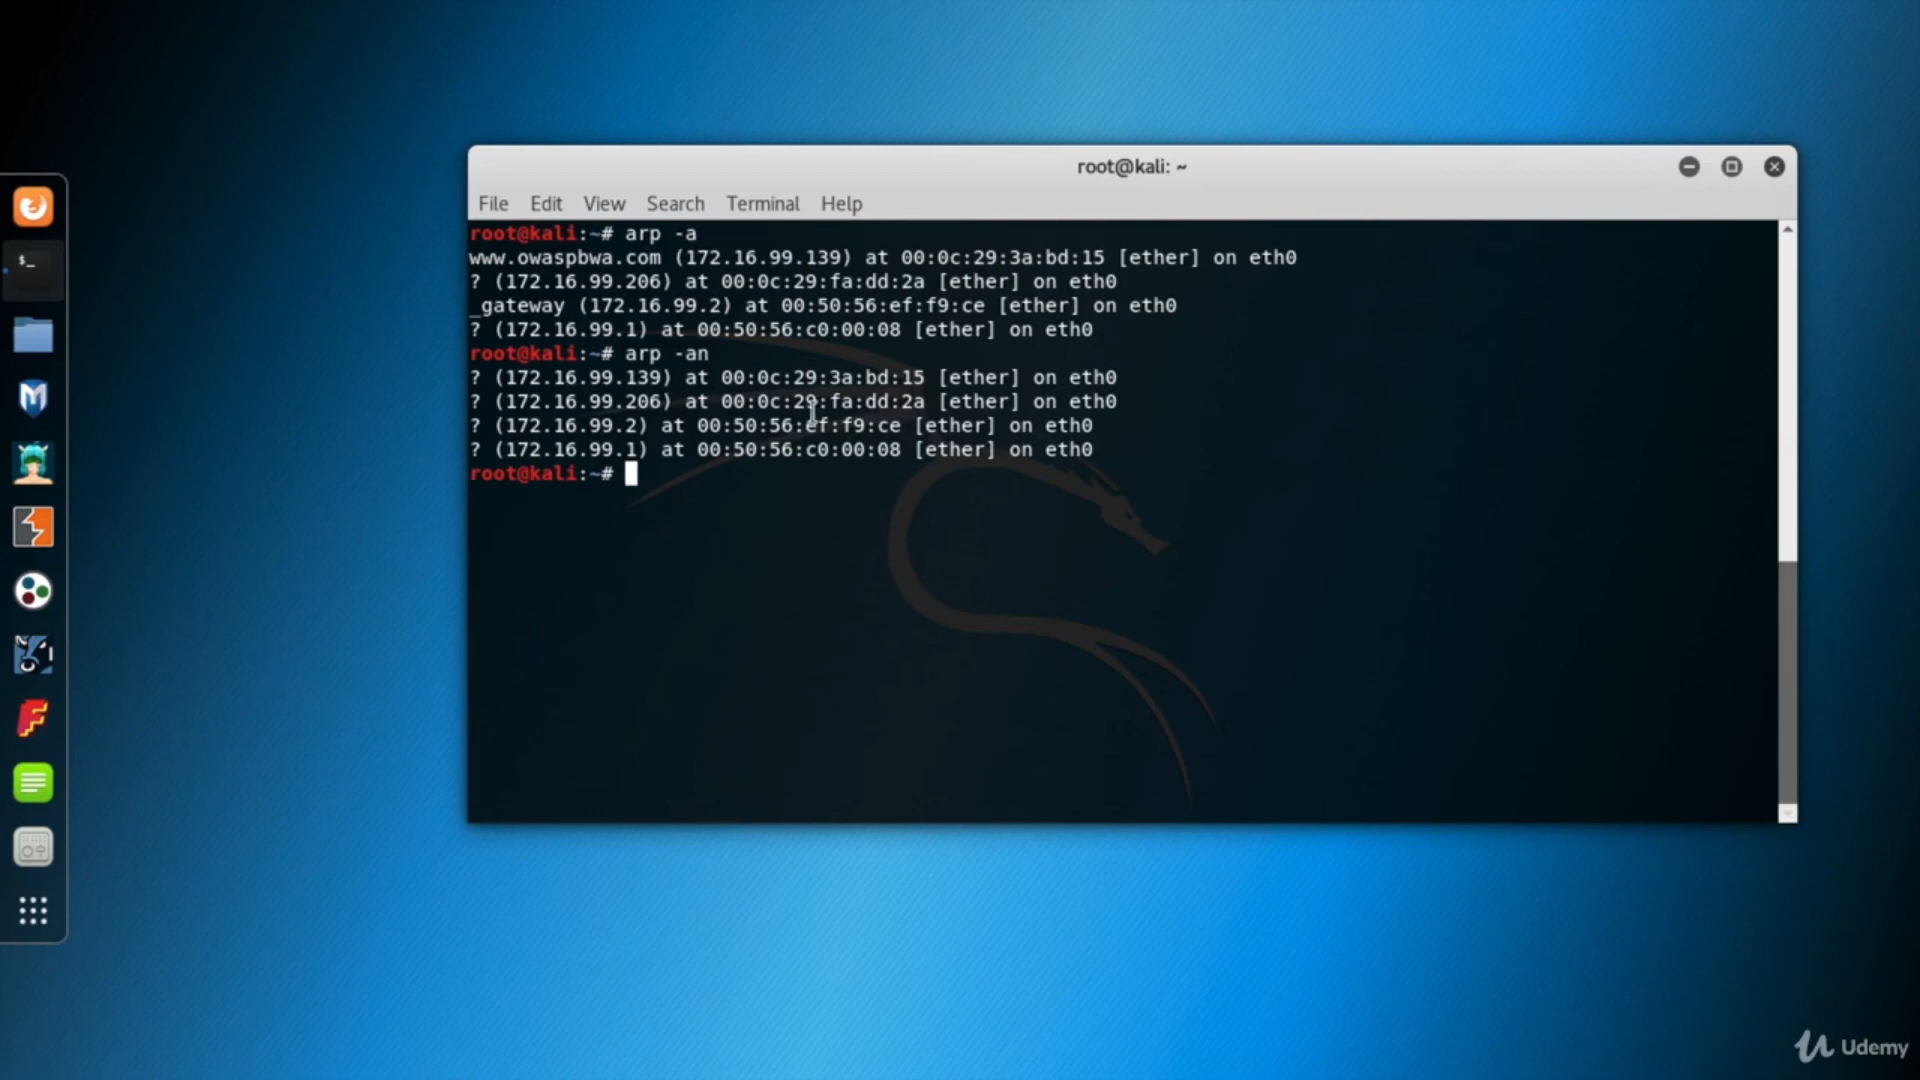 root@kali: ~
File Edit View Search Terminal Help
root@kali:~# arp -a
www.owaspbwa.com (172.16.99.139) at 00:0c:29:3a:bd:15 [ether] on eth0
? (172.16.99.206) at 00:0c:29:fa:dd:2a [ether] on eth0
_gateway (172.16.99.2) at 00:50:56:ef:f9:ce [ether] on eth0
? (172.16.99.1) at 00:50:56:c0:00:08 [ether] on eth0
root@kali:~# arp -an
? (172.16.99.139) at 00:0c:29:3a:bd:15 [ether] on eth0
? (172.16.99.206) at 00:0c:29:fa:dd:2a [ether] on eth0
? (172.16.99.2) at 00:50:56:ef:f9:ce [ether] on eth0
? (172.16.99.1) at 00:50:56:c0:00:08 [ether] on eth0
root@kali:~#
$_
Udemy